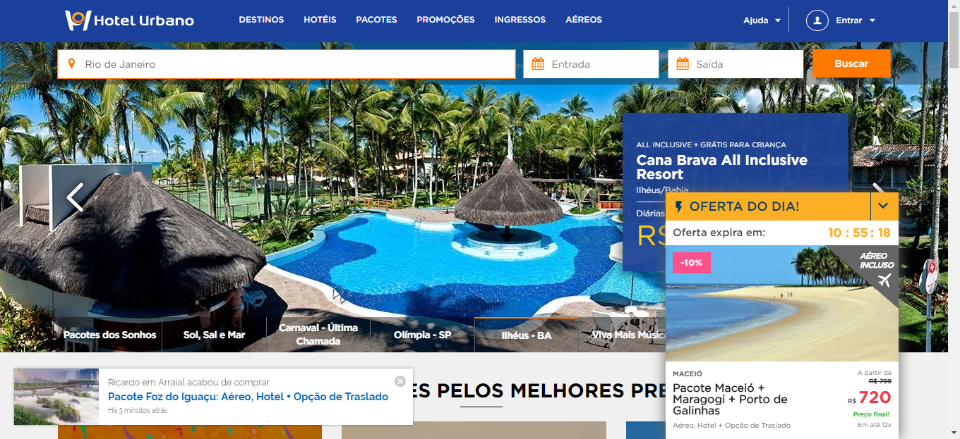 Hotel Urbano
DESTINOS HOTÉIS PACOTES PROMOÇÕES INGRESSOS AÉREOS
Ajuda Entrar
Rio de Janeiro
Entrada
Saída
Buscar
ALL INCLUSIVE + GRÁTIS PARA CRIANÇA
Cana Brava All Inclusive
Resort
Ilhéus/Bahia
Diárias
R$
OFERTA DO DIA!
Oferta expira em: 10 : 55 : 18
-10%
AÉREO
INCLUSO
Pacotes dos Sonhos
Sol, Sal e Mar
Carnaval - Última
Chamada
Olímpia - SP
Ilhéus - BA
Viva Mais Músic
MACEIÓ
Pacote Maceió +
Maragogi + Porto de
Galinhas
Aéreo, Hotel + Opção de Traslado
A partir de
R$ 799
R$ 720
Preço final!
Em até 12x
Ricardo em Arraial acabou de comprar
Pacote Foz do Iguaçu: Aéreo, Hotel + Opção de Traslado
Há 3 minutos atrás
ES PELOS MELHORES PRE